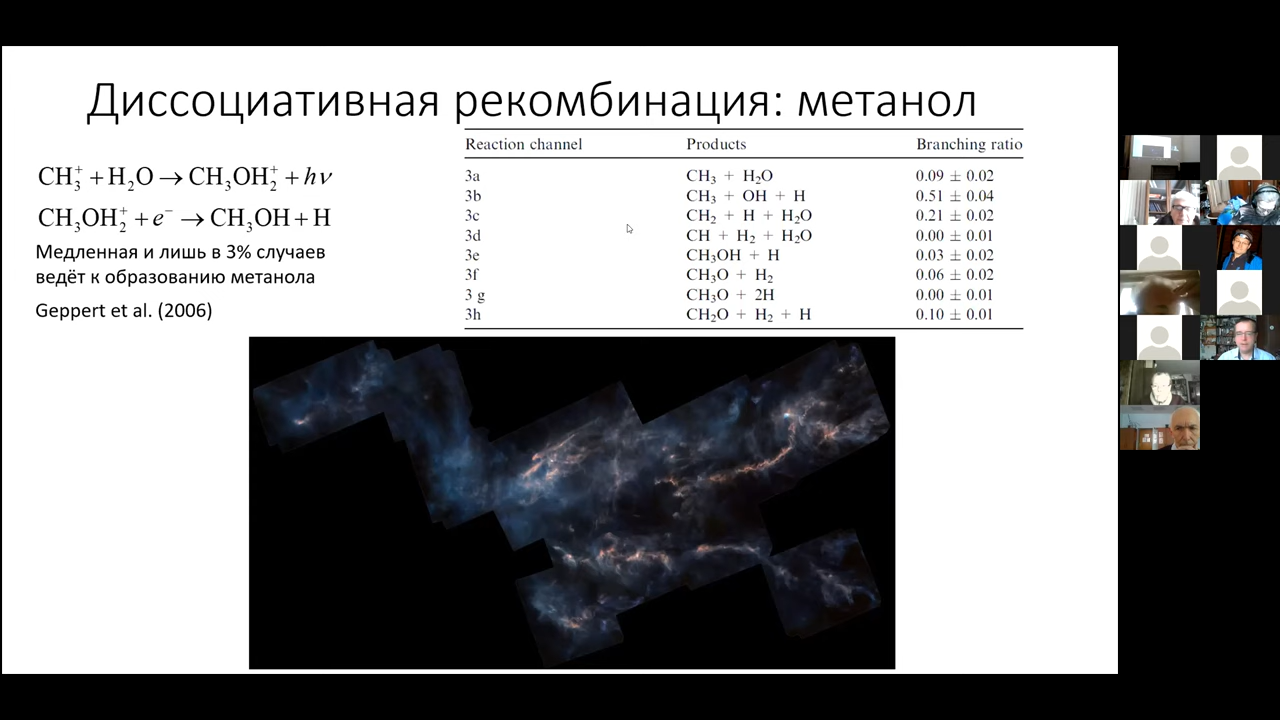 Диссоциативная рекомбинация: метанол
CH₃⁺ + H₂O → CH₃OH₂⁺ + hν
CH₃OH₂⁺ + e⁻ → CH₃OH + H
Медленная и лишь в 3% случаев
ведёт к образованию метанола
Geppert et al. (2006)
Reaction channel Products Branching ratio
3a CH₃ + H₂O 0.09 ± 0.02
3b CH₃ + OH + H 0.51 ± 0.04
3c CH₂ + H + H₂O 0.21 ± 0.02
3d CH + H₂ + H₂O 0.00 ± 0.01
3e CH₃OH + H 0.03 ± 0.02
3f CH₃O + H₂ 0.06 ± 0.02
3 g CH₃O + 2H 0.00 ± 0.01
3h CH₂O + H₂ + H 0.10 ± 0.01